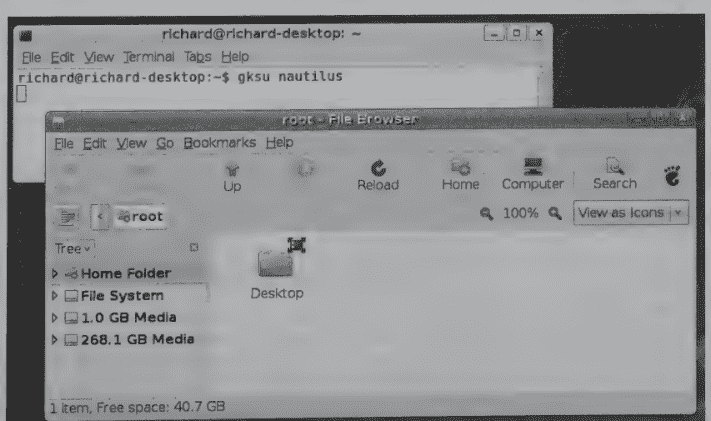 richard@richard-desktop: ~
File Edit View Terminal Tabs Help
richard@richard-desktop:~$ gksu nautilus
root - File Browser
File Edit View Go Bookmarks Help
Up Reload Home Computer Search
root 100% View as Icons
Tree
Home Folder
File System
1.0 GB Media
268.1 GB Media
Desktop
1 item, Free space: 40.7 GB